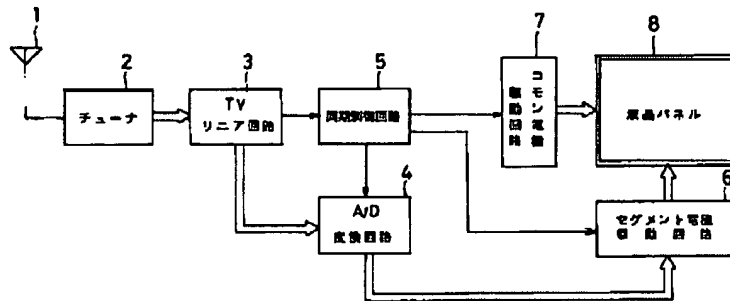 1
2
チューナ
3
TV
リニア回路
5
同期制御回路
7
コモン電極
駆動回路
8
液晶パネル
4
A/D
変換回路
6
セグメント電極
駆動回路